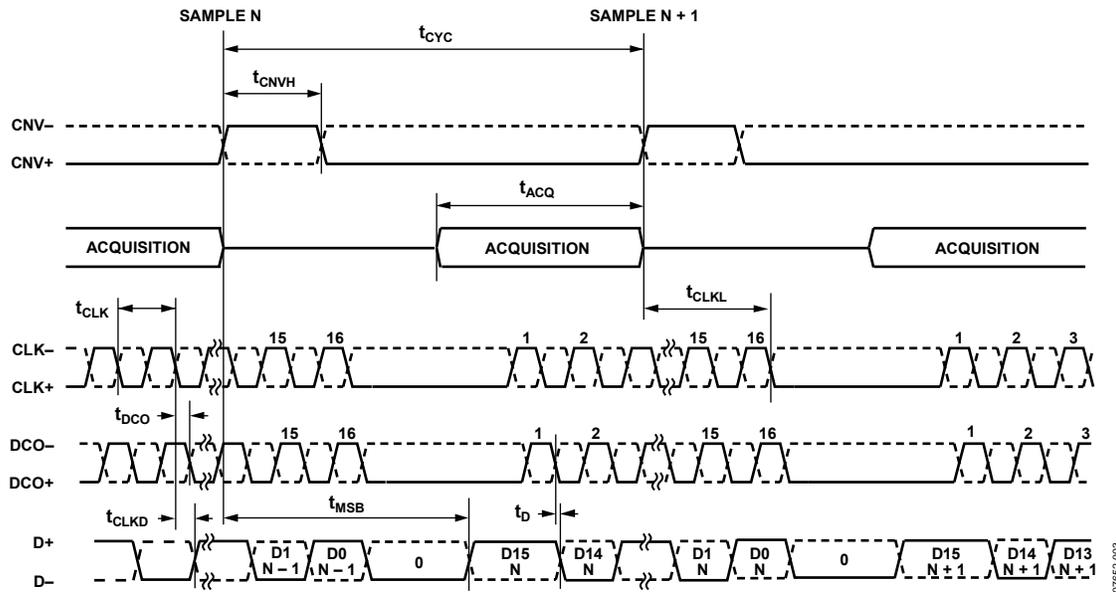 SAMPLE N SAMPLE N + 1
tCYC
tCNVH
CNV–
CNV+
tACQ
ACQUISITION ACQUISITION ACQUISITION
tCLK tCLKL
15 16 1 2 15 16 1 2 3
CLK–
CLK+
tDCO
15 16 1 2 15 16 1 2 3
DCO–
DCO+
tCLKD tMSB tD
D+
D1 D0 D15 D14 D1 D0 D15 D14 D13
0 0
N – 1 N – 1 N N N N N + 1 N + 1 N + 1
D–
07652-002